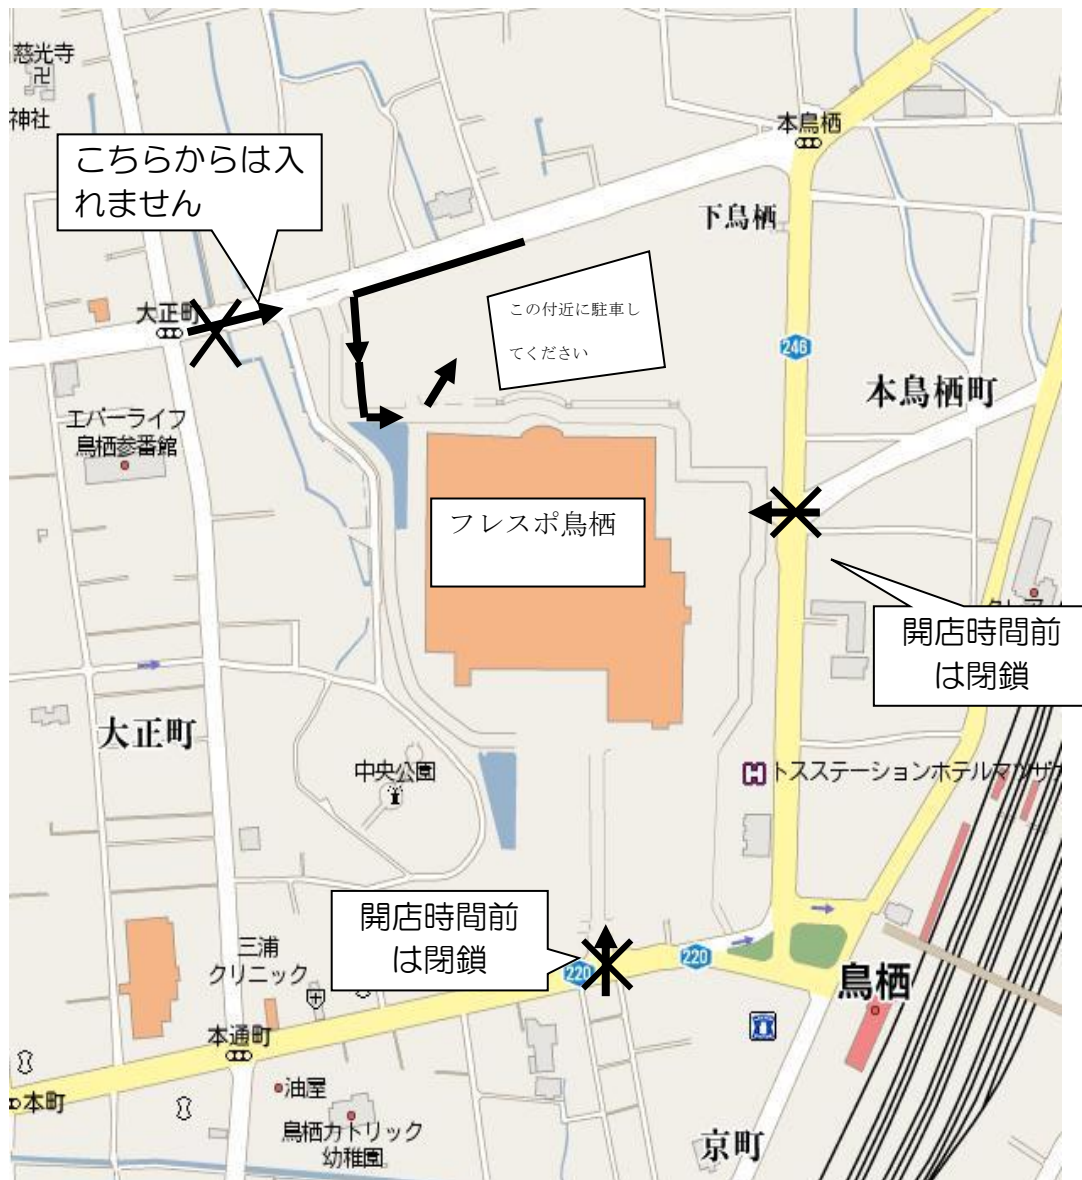 慈光寺
神社
こちらからは入
れません
本鳥栖
下鳥栖
大正町
この付近に駐車し
てください
246
本鳥栖町
エバーライフ
鳥栖参番館
P
フレスポ鳥栖
開店時間前
は閉鎖
大正町
中央公園
H
トスステーションホテルマツザカ
開店時間前
は閉鎖
三浦
クリニック
220
220
鳥栖
本通町
本町
油屋
鳥栖カトリック
幼稚園
京町